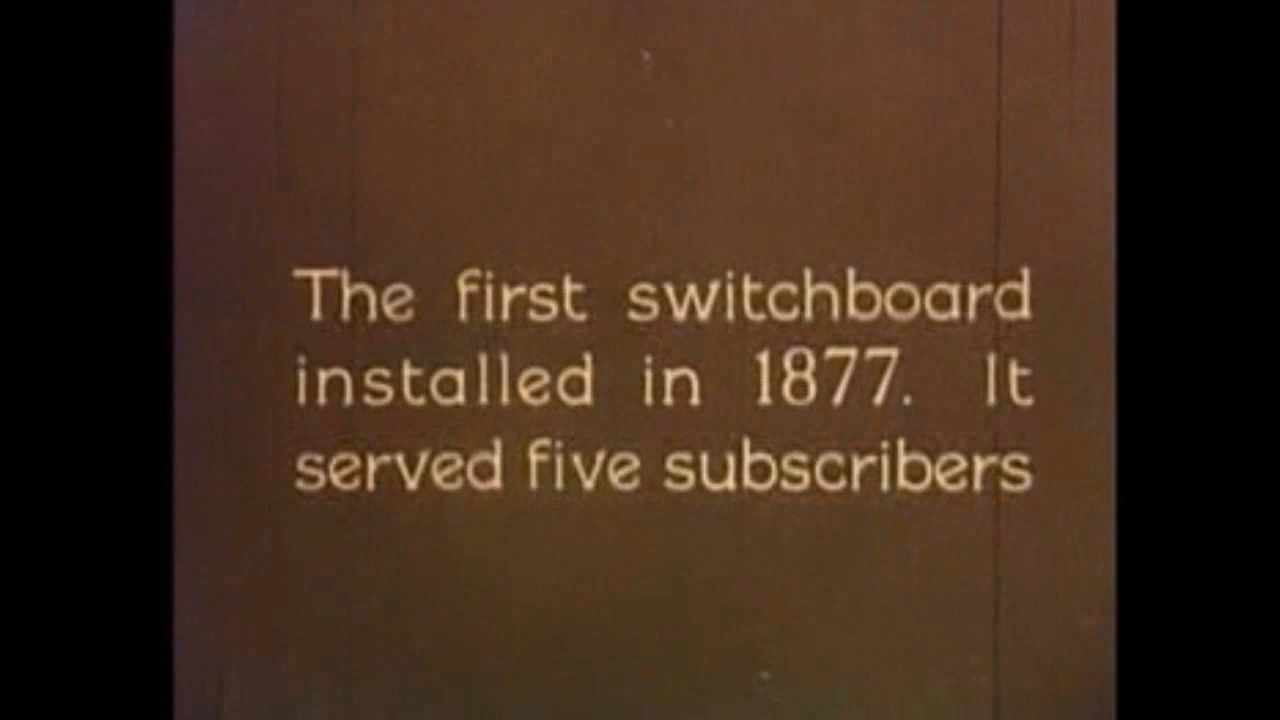 The first switchboard
installed in 1877. It
served five subscribers